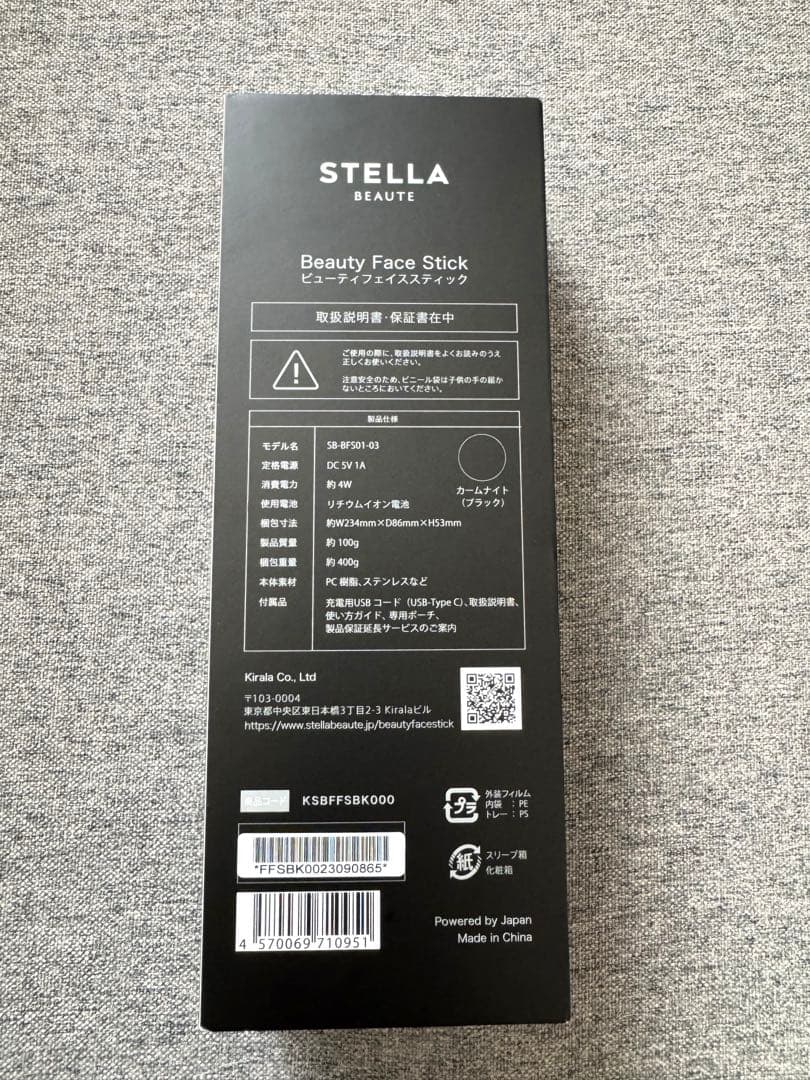 STELLA
BEAUTE
Beauty Face Stick
ビューティフェイススティック
取扱説明書・保証書在中
ご使用の際に、取扱説明書をよくお読みのうえ
正しくお使いください。
注意安全のため、ビニール袋は子供の手の届か
ないところにおいてください。
製品仕様
モデル名 SB-BFS01-03
定格電源 DC 5V 1A
消費電力 約 4W
使用電池 リチウムイオン電池
梱包寸法 約W234mm×D86mm×H53mm
製品質量 約 100g
梱包重量 約 400g
本体素材 PC 樹脂、ステンレスなど
付属品 充電用USB コード（USB-Type C）、取扱説明書、
使い方ガイド、専用ポーチ、
製品保証延長サービスのご案内
カームナイト
（ブラック）
Kirala Co., Ltd
〒103-0004
東京都中央区東日本橋3丁目2-3 Kiralaビル
https://www.stellabeaute.jp/beautyfacestick
商品コード KSBFFSBK000
*FFSBK0023090865*
4 570069 710951
プラ
外装フィルム
内袋 ：PE
トレー：PS
紙
スリーブ箱
化粧箱
Powered by Japan
Made in China